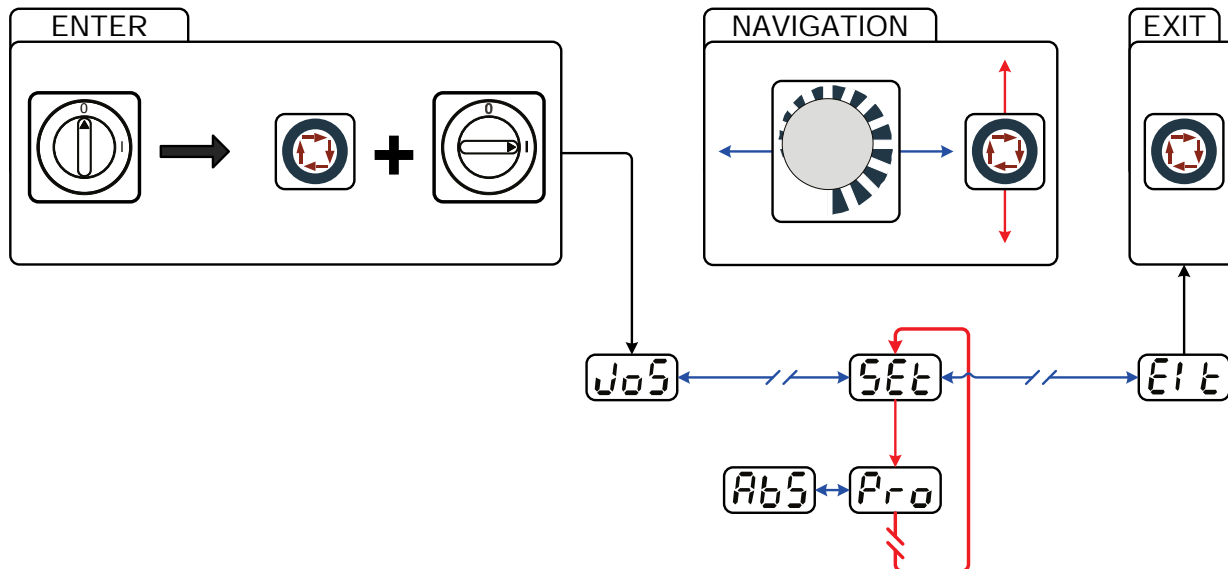 ENTER
NAVIGATION
EXIT
0
I
0
I
JoS
SEt
EIt
AbS
Pro